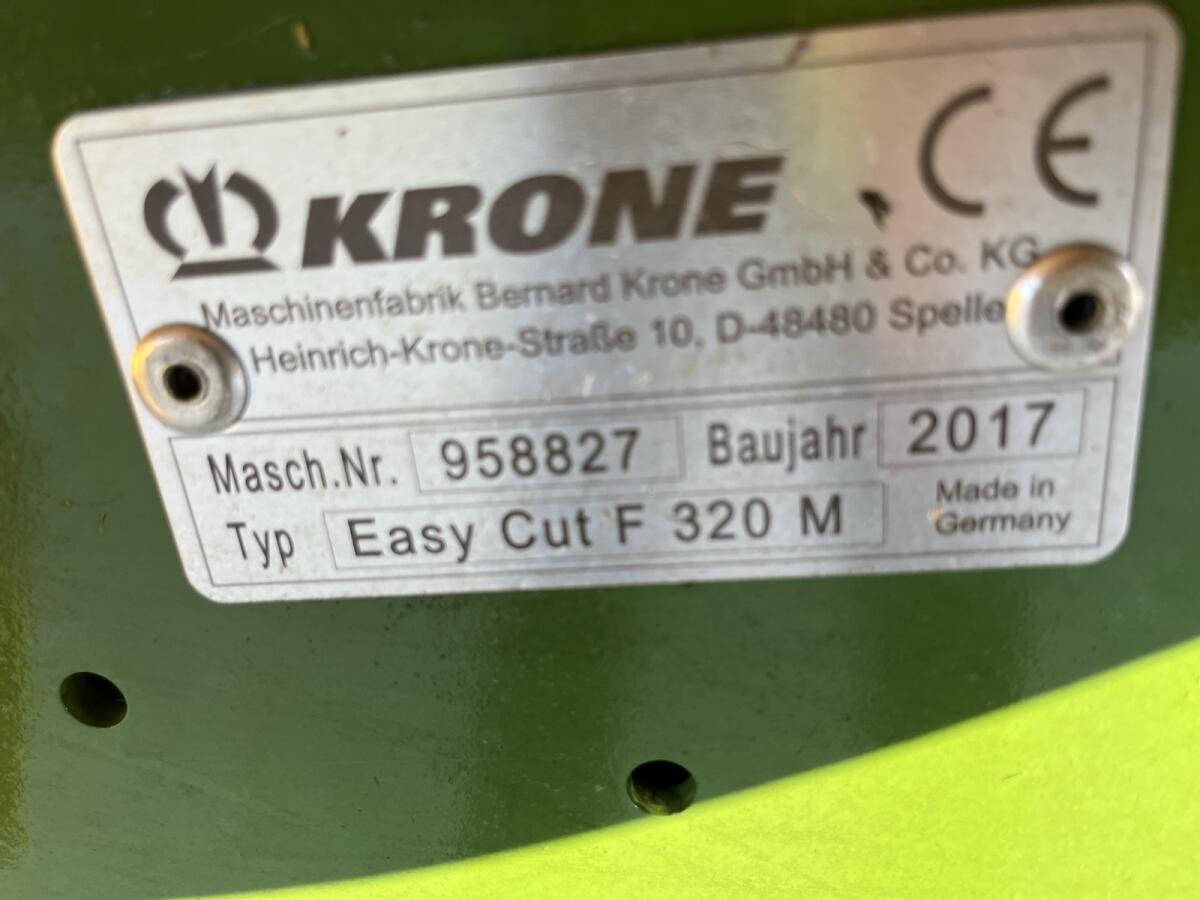 KRONE
CE
Maschinenfabrik Bernard Krone GmbH & Co. KG
Heinrich-Krone-Straße 10, D-48480 Spelle
Masch.Nr. 958827 Baujahr 2017
Typ Easy Cut F 320 M Made in
Germany